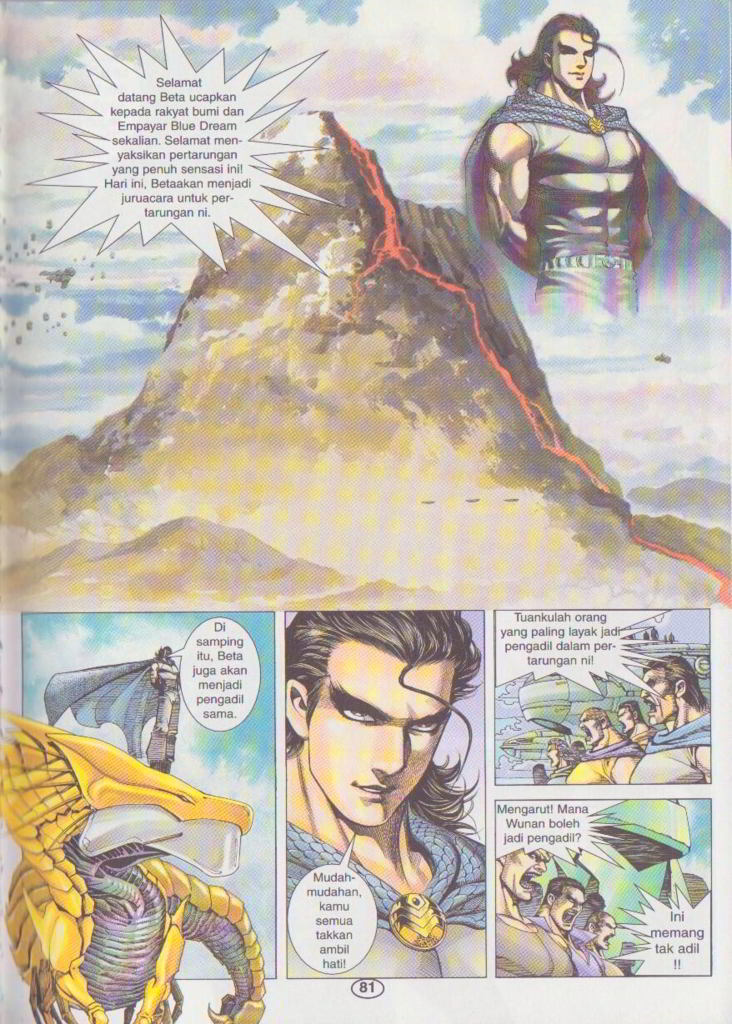 Selamat
datang Beta ucapkan
kepada rakyat bumi dan
Empayar Blue Dream
sekalian. Selamat men-
yaksikan pertarungan
yang penuh sensasi ini!
Hari ini, Betaakan menjadi
juruacara untuk per-
tarungan ni.
Di
samping
itu, Beta
juga akan
menjadi
pengadil
sama.
Mudah-
mudahan,
kamu
semua
takkan
ambil
hati!
Tuankulah orang
yang paling layak jadi
pengadil dalam per-
tarungan ni!
Mengarut! Mana
Wunan boleh
jadi pengadil?
Ini
memang
tak adil
!!
81